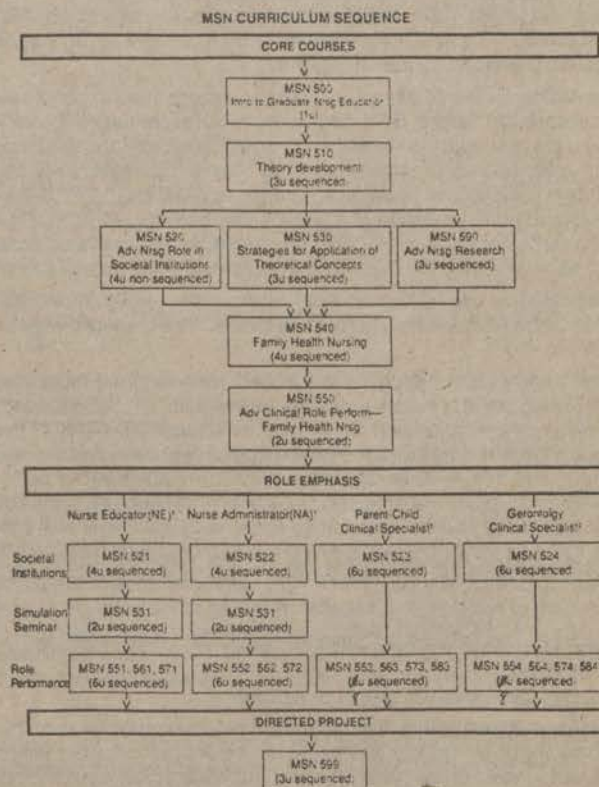 MSN CURRICULUM SEQUENCE
CORE COURSES
MSN 500
Intro to Graduate Nrsg Education
(1u)
MSN 510
Theory development
(3u sequenced)
MSN 520
Adv Nrsg Role in
Societal Institutions
(4u non-sequenced)
MSN 530
Strategies for Application of
Theoretical Concepts
(3u sequenced)
MSN 590
Adv Nrsg Research
(3u sequenced)
MSN 540
Family Health Nursing
(4u sequenced)
MSN 550
Adv Clinical Role Perform—
Family Health Nrsg
(2u sequenced)
ROLE EMPHASIS
Nurse Educator(NE)
Nurse Administrator(NA)
Parent-Child
Clinical Specialist
Gerontolgy
Clinical Specialist
Societal
Institutions
MSN 521
(4u sequenced)
MSN 522
(4u sequenced)
MSN 523
(6u sequenced)
MSN 524
(6u sequenced
Simulation
Seminar
MSN 531
(2u sequenced)
MSN 531
(2u sequenced)
Role
Performance
MSN 551, 561, 571
(6u sequenced)
MSN 552, 562, 572
(6u sequenced)
MSN 553, 563, 573, 583
sequenced)
MSN 554, 564, 574, 584
sequenced
DIRECTED PROJECT
MSN 599
(3u sequenced)